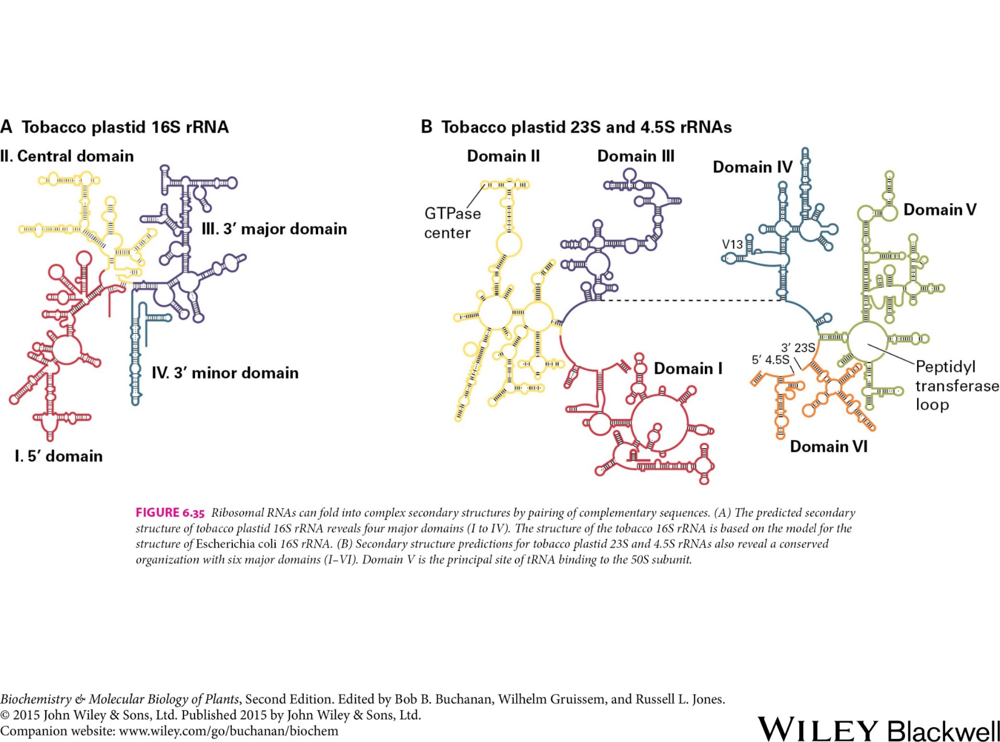 A Tobacco plastid 16S rRNA
II. Central domain
III. 3′ major domain
IV. 3′ minor domain
I. 5′ domain
B Tobacco plastid 23S and 4.5S rRNAs
Domain II
Domain III
Domain IV
Domain V
GTPase
center
V13
3′ 23S
5′ 4.5S
Domain I
Peptidyl
transferase
loop
Domain VI
FIGURE 6.35 Ribosomal RNAs can fold into complex secondary structures by pairing of complementary sequences. (A) The predicted secondary
structure of tobacco plastid 16S rRNA reveals four major domains (I to IV). The structure of the tobacco 16S rRNA is based on the model for the
structure of Escherichia coli 16S rRNA. (B) Secondary structure predictions for tobacco plastid 23S and 4.5S rRNAs also reveal a conserved
organization with six major domains (I–VI). Domain V is the principal site of tRNA binding to the 50S subunit.
Biochemistry & Molecular Biology of Plants, Second Edition. Edited by Bob B. Buchanan, Wilhelm Gruissem, and Russell L. Jones.
© 2015 John Wiley & Sons, Ltd. Published 2015 by John Wiley & Sons, Ltd.
Companion website: www.wiley.com/go/buchanan/biochem
WILEY Blackwell